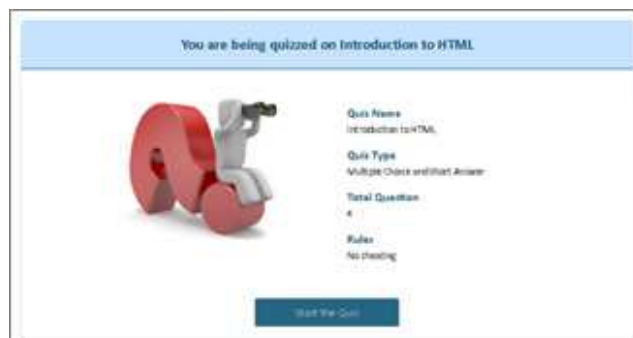 You are being quizzed on Introduction to HTML
Quiz Name
Introduction to HTML
Quiz Type
Multiple Choice and Short Answer
Total Question
Rules
No cheating
Start the Quiz